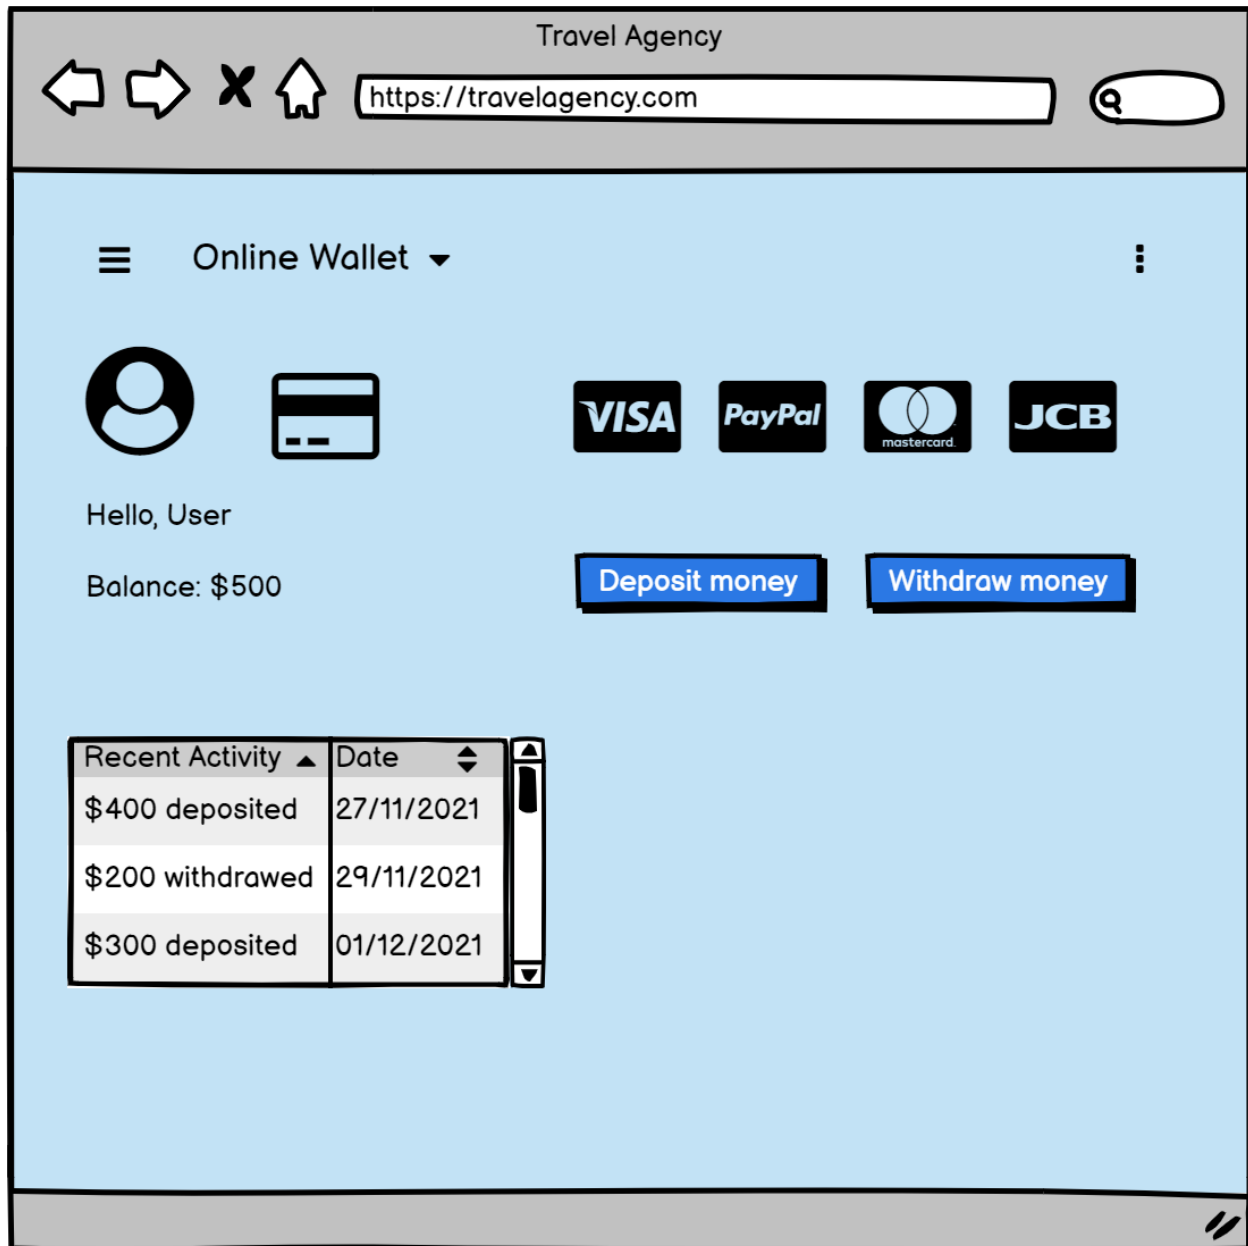 Travel Agency
https://travelagency.com
Online Wallet
VISA PayPal mastercard. JCB
Hello, User
Balance: $500
Deposit money Withdraw money
Recent Activity Date
$400 deposited 27/11/2021
$200 withdrawed 29/11/2021
$300 deposited 01/12/2021